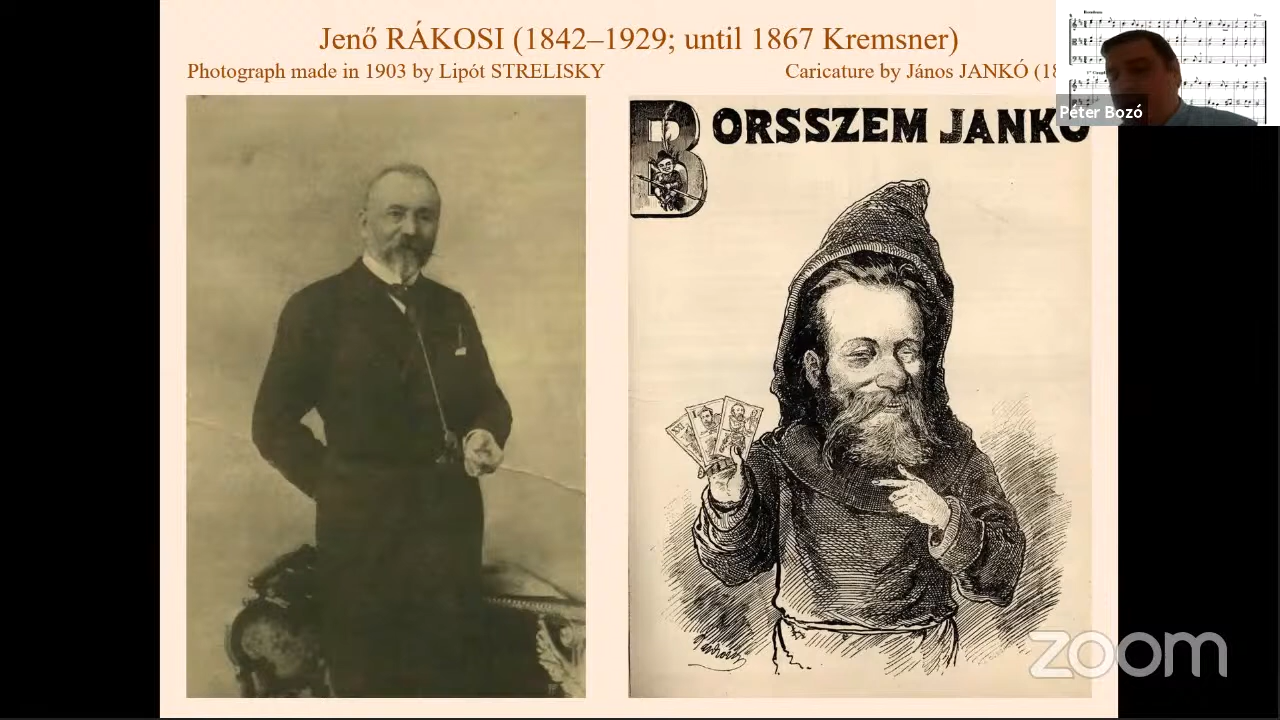 Jenő RÁKOSI (1842–1929; until 1867 Kremsner)
Photograph made in 1903 by Lipót STRELISKY
Caricature by János JANKÓ (18
Péter Bozó
BORSSZEM JANKÓ
zoom